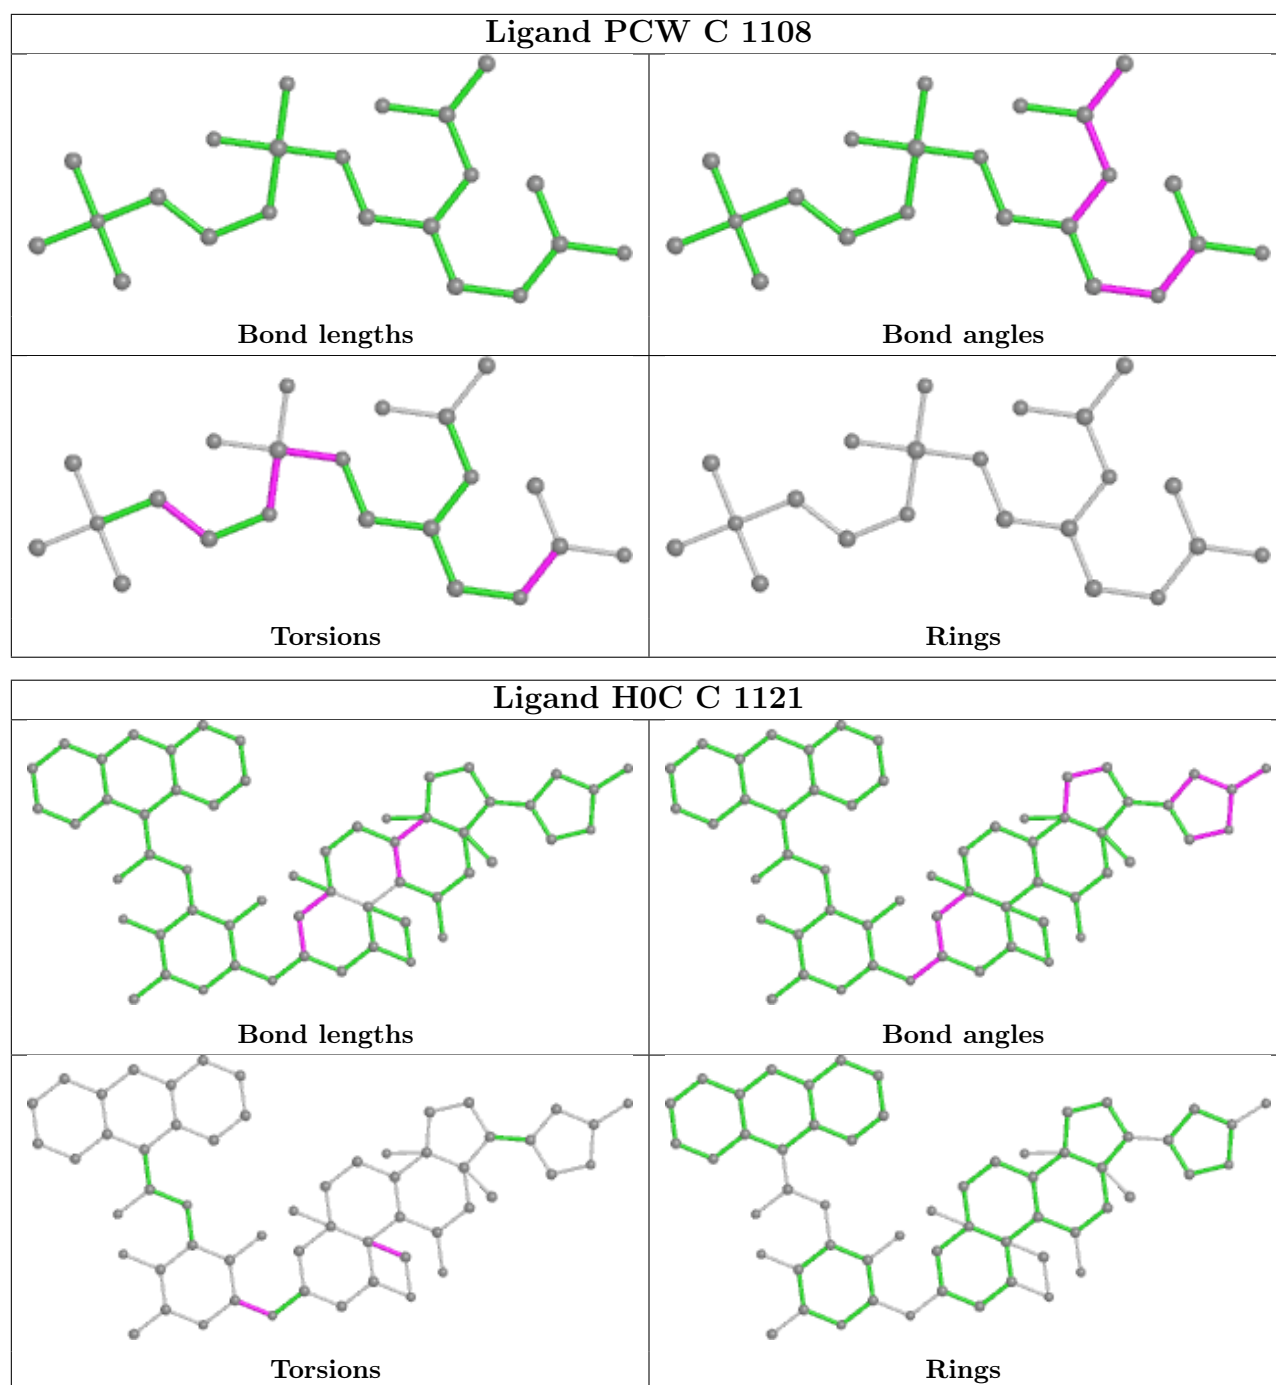 Ligand PCW C 1108
Bond lengths
Bond angles
Torsions
Rings
Ligand H0C C 1121
Bond lengths
Bond angles
Torsions
Rings